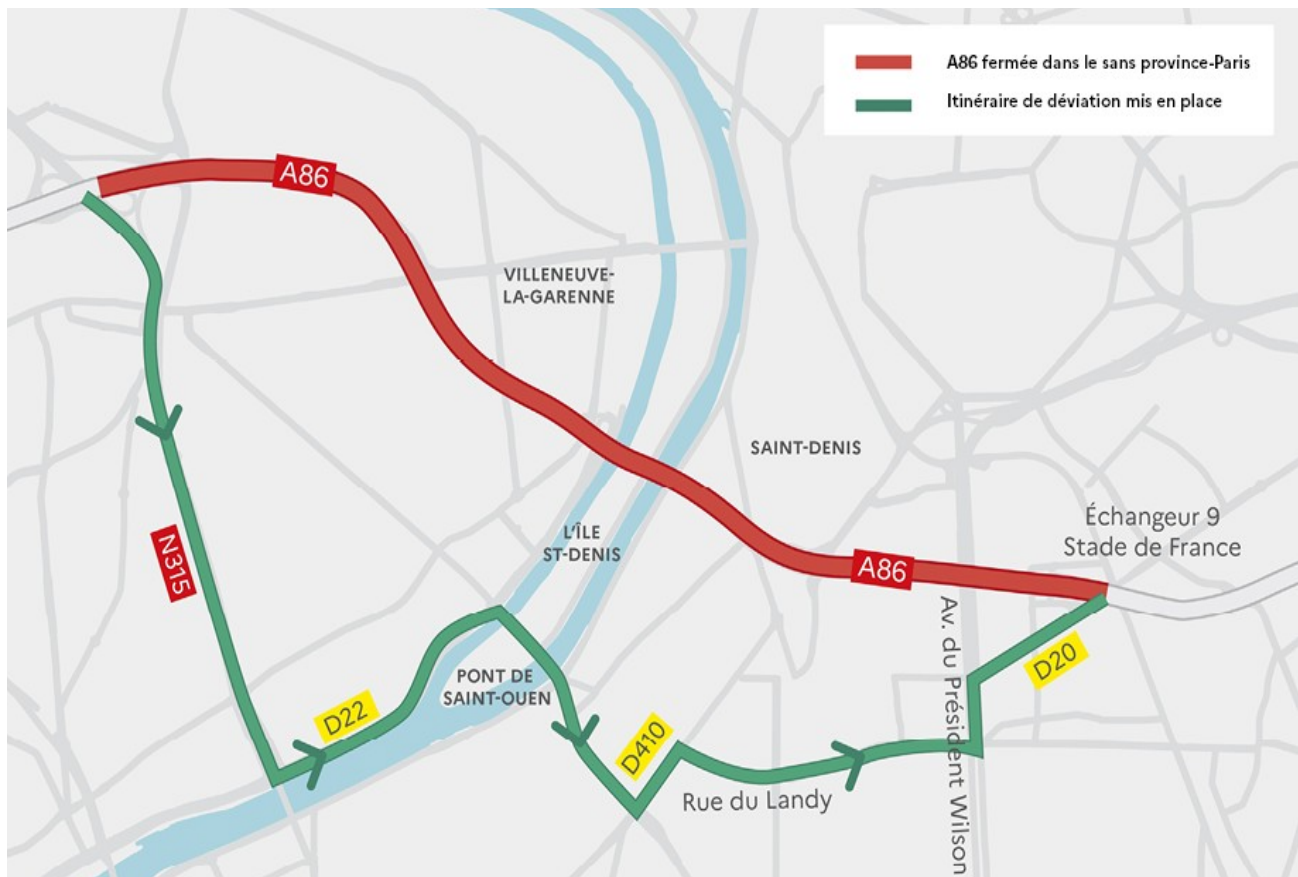 A86 fermée dans le sans province-Paris
Itinéraire de déviation mis en place
A86
VILLENEUVE-
LA-GARENNE
SAINT-DENIS
Échangeur 9
Stade de France
L'ÎLE
ST-DENIS
N315
A86
Av. du Président Wilson
D20
PONT DE
SAINT-OUEN
D22
D410
Rue du Landy